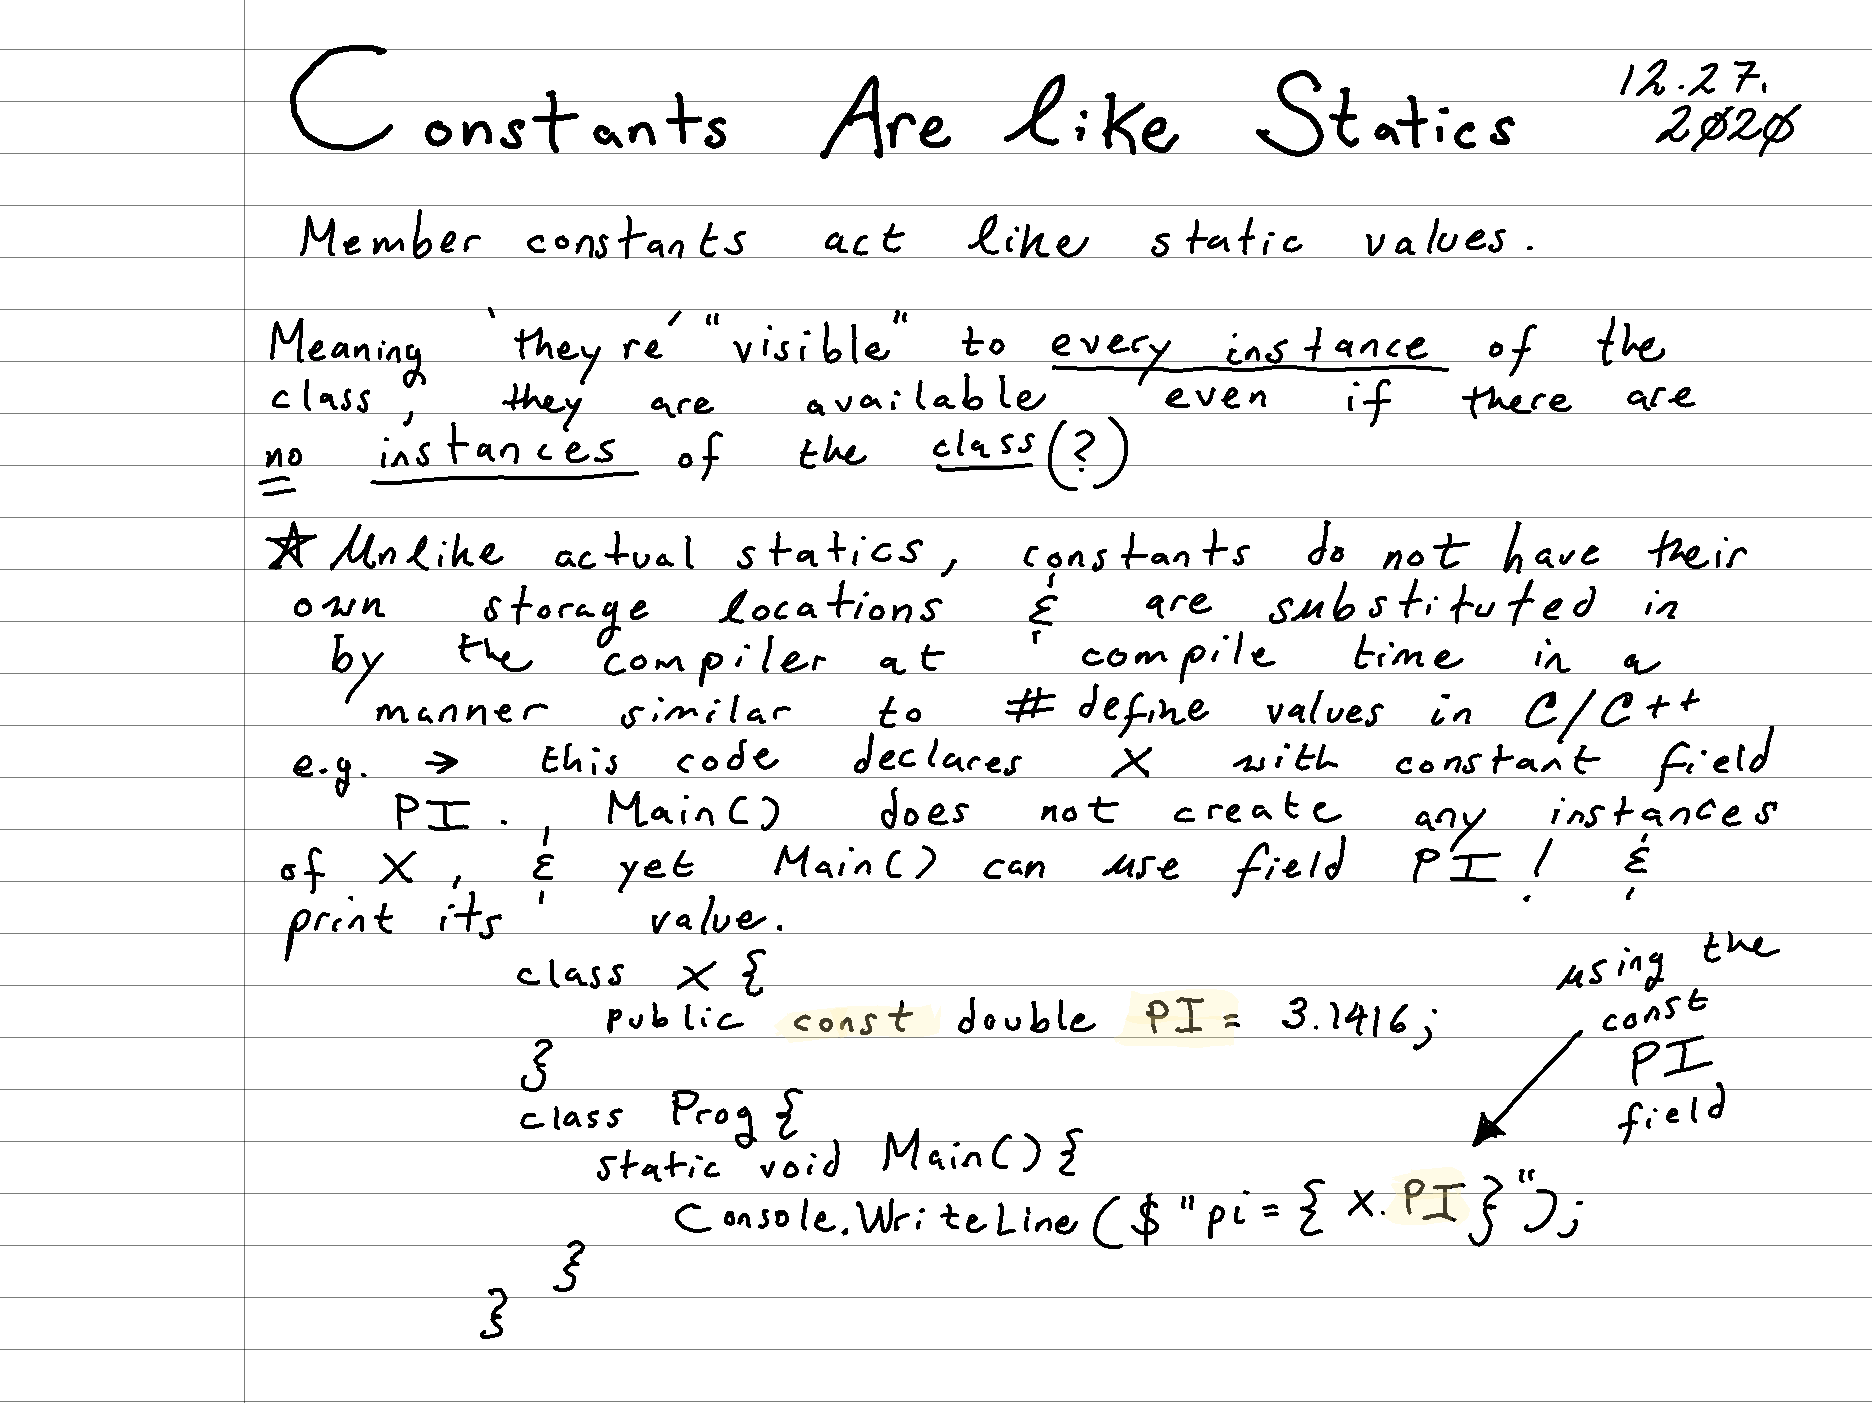 Constants Are like Statics
12.27.
2020
Member constants act like static values.
Meaning 'they're' "visible" to every instance of the
class, they are available even if there are
no instances of the class (?)
☆ Unlike actual statics, constants do not have their
own storage locations & are substituted in
by the compiler at compile time in a
manner similar to #define values in C/C++
e.g. → this code declares X with constant field
PI., Main() does not create any instances
of X, & yet Main() can use field PI! &
print its value.
class X {
public const double PI = 3.1416;
}
class Prog {
static void Main() {
Console.WriteLine($"pi = { X.PI }");
}
}
using the
const
PI
field